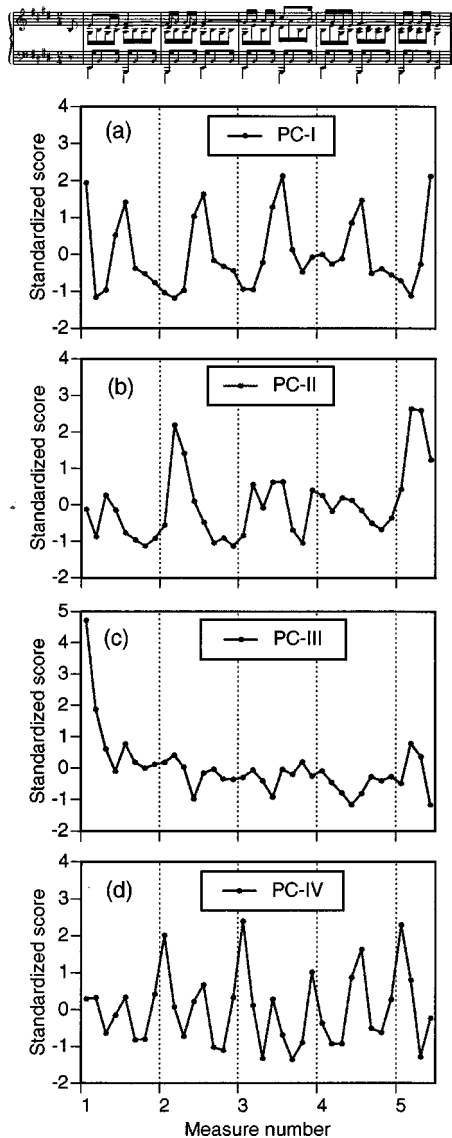 4
(a)
PC-I
3
2
1
0
-1
-2
Standardized score
4
(b)
PC-II
3
2
1
0
-1
-2
Standardized score
5
(c)
PC-III
4
3
2
1
0
-1
-2
Standardized score
4
(d)
PC-IV
3
2
1
0
-1
-2
Standardized score
1 2 3 4 5
Measure number